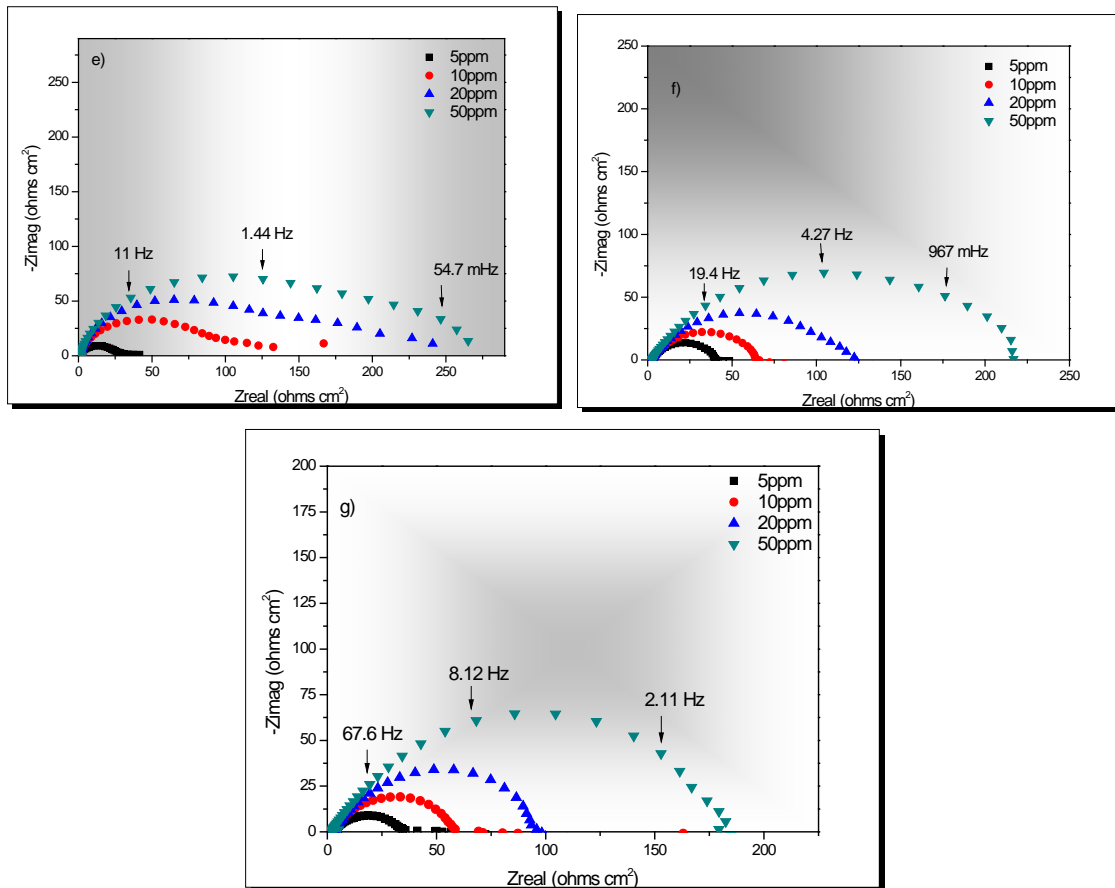 e)
5ppm
10ppm
20ppm
50ppm
11 Hz
1.44 Hz
54.7 mHz
-Zimag (ohms cm²)
250
200
150
100
50
0
0 50 100 150 200 250
Zreal (ohms cm²)
f)
5ppm
10ppm
20ppm
50ppm
19.4 Hz
4.27 Hz
967 mHz
-Zimag (ohms cm²)
250
200
150
100
50
0
0 50 100 150 200 250
Zreal (ohms cm²)
g)
5ppm
10ppm
20ppm
50ppm
67.6 Hz
8.12 Hz
2.11 Hz
-Zimag (ohms cm²)
200
175
150
125
100
75
50
25
0
0 50 100 150 200
Zreal (ohms cm²)